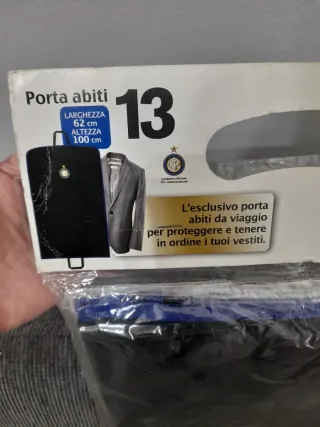 Porta abiti
13
LARGHEZZA
62 cm
ALTEZZA
100 cm
L'esclusivo porta
abiti da viaggio
per proteggere e tenere
in ordine i tuoi vestiti.